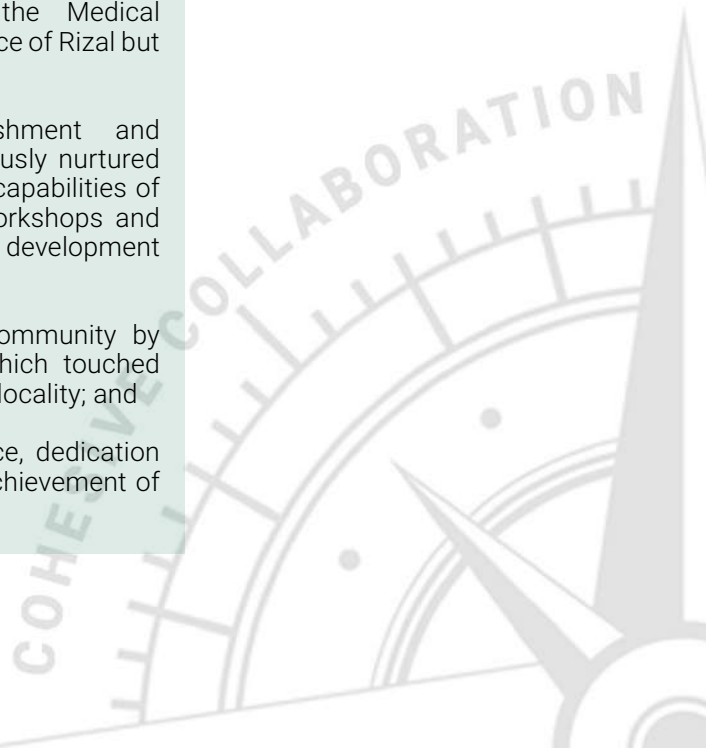 the Medical
ce of Rizal but
shment and
usly nurtured
capabilities of
orkshops and
development
ommunity by
hich touched
locality; and
ce, dedication
chievement of
COHESIVE COLLABORATION